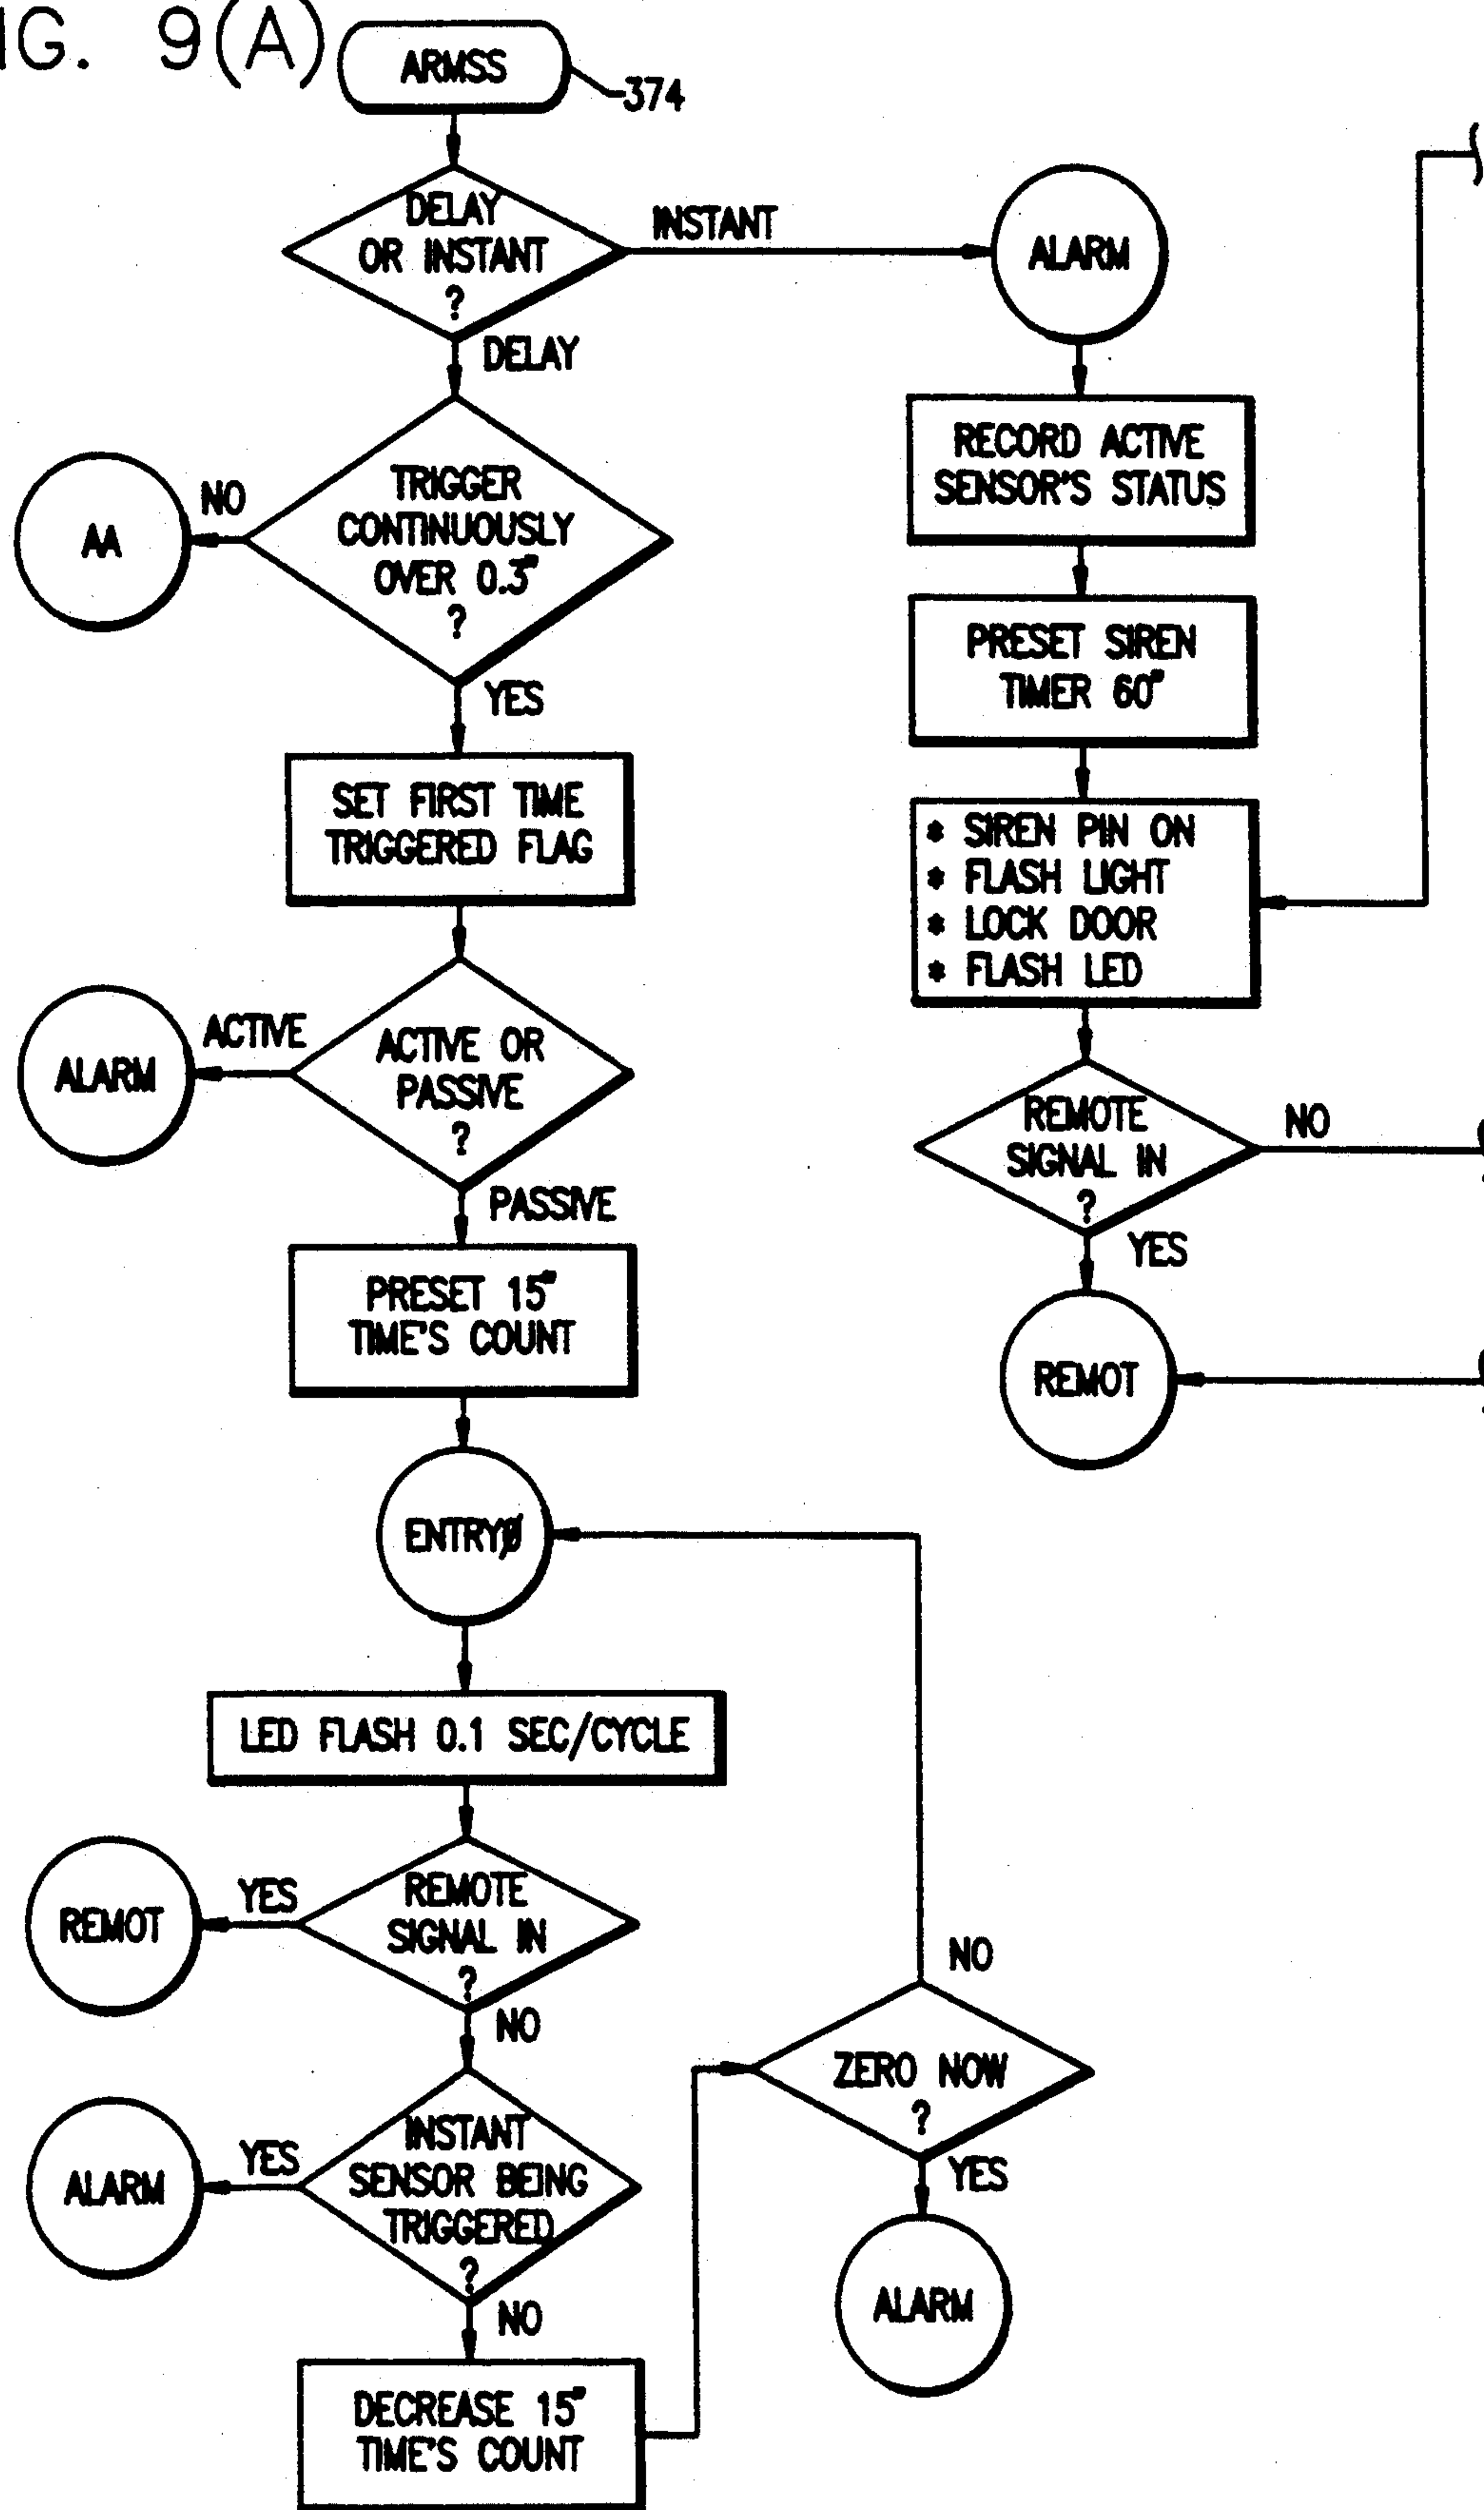 IG. 9(A)
ARMSS
374
DELAY
OR INSTANT
?
INSTANT
ALARM
DELAY
TRIGGER
CONTINUOUSLY
OVER 0.3"
?
NO
AA
YES
RECORD ACTIVE
SENSOR'S STATUS
PRESET SIREN
TIMER 60"
SET FIRST TIME
TRIGGERED FLAG
* SIREN PIN ON
* FLASH LIGHT
* LOCK DOOR
* FLASH LED
ACTIVE OR
PASSIVE
?
ACTIVE
ALARM
PASSIVE
REMOTE
SIGNAL IN
?
NO
YES
REMOT
PRESET 15"
TIME'S COUNT
ENTRYØ
LED FLASH 0.1 SEC/CYCLE
REMOTE
SIGNAL IN
?
YES
REMOT
NO
INSTANT
SENSOR BEING
TRIGGERED
?
YES
ALARM
NO
DECREASE 15"
TIME'S COUNT
NO
ZERO NOW
?
YES
ALARM